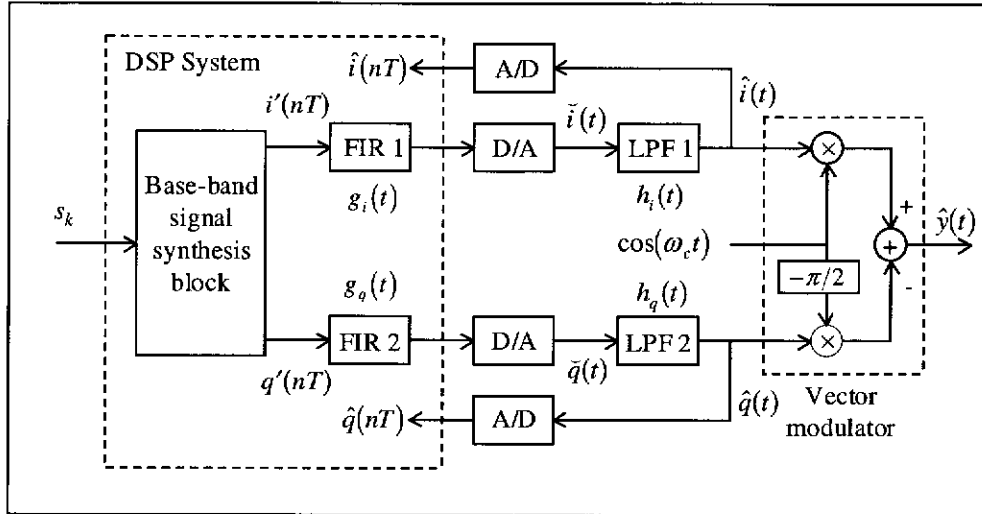 DSP System
î(nT)
A/D
î(t)
i′(nT)
ĭ(t)
FIR 1
D/A
LPF 1
×
g_i(t)
h_i(t)
Base-band
signal
synthesis
block
s_k
+
cos(ω_c t)
+
ŷ(t)
−π/2
-
g_q(t)
h_q(t)
FIR 2
D/A
LPF 2
×
q′(nT)
q̆(t)
q̂(t)
q̂(nT)
A/D
Vector
modulator